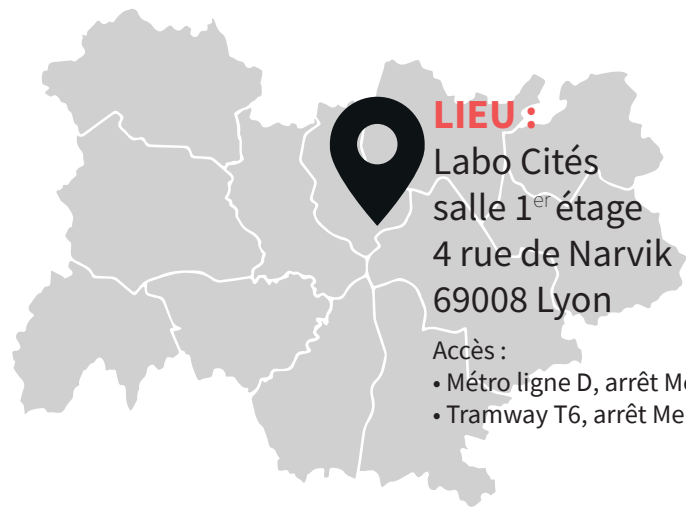 LIEU :
Labo Cités
salle 1er étage
4 rue de Narvik
69008 Lyon
Accès :
• Métro ligne D, arrêt
• Tramway T6, arrêt